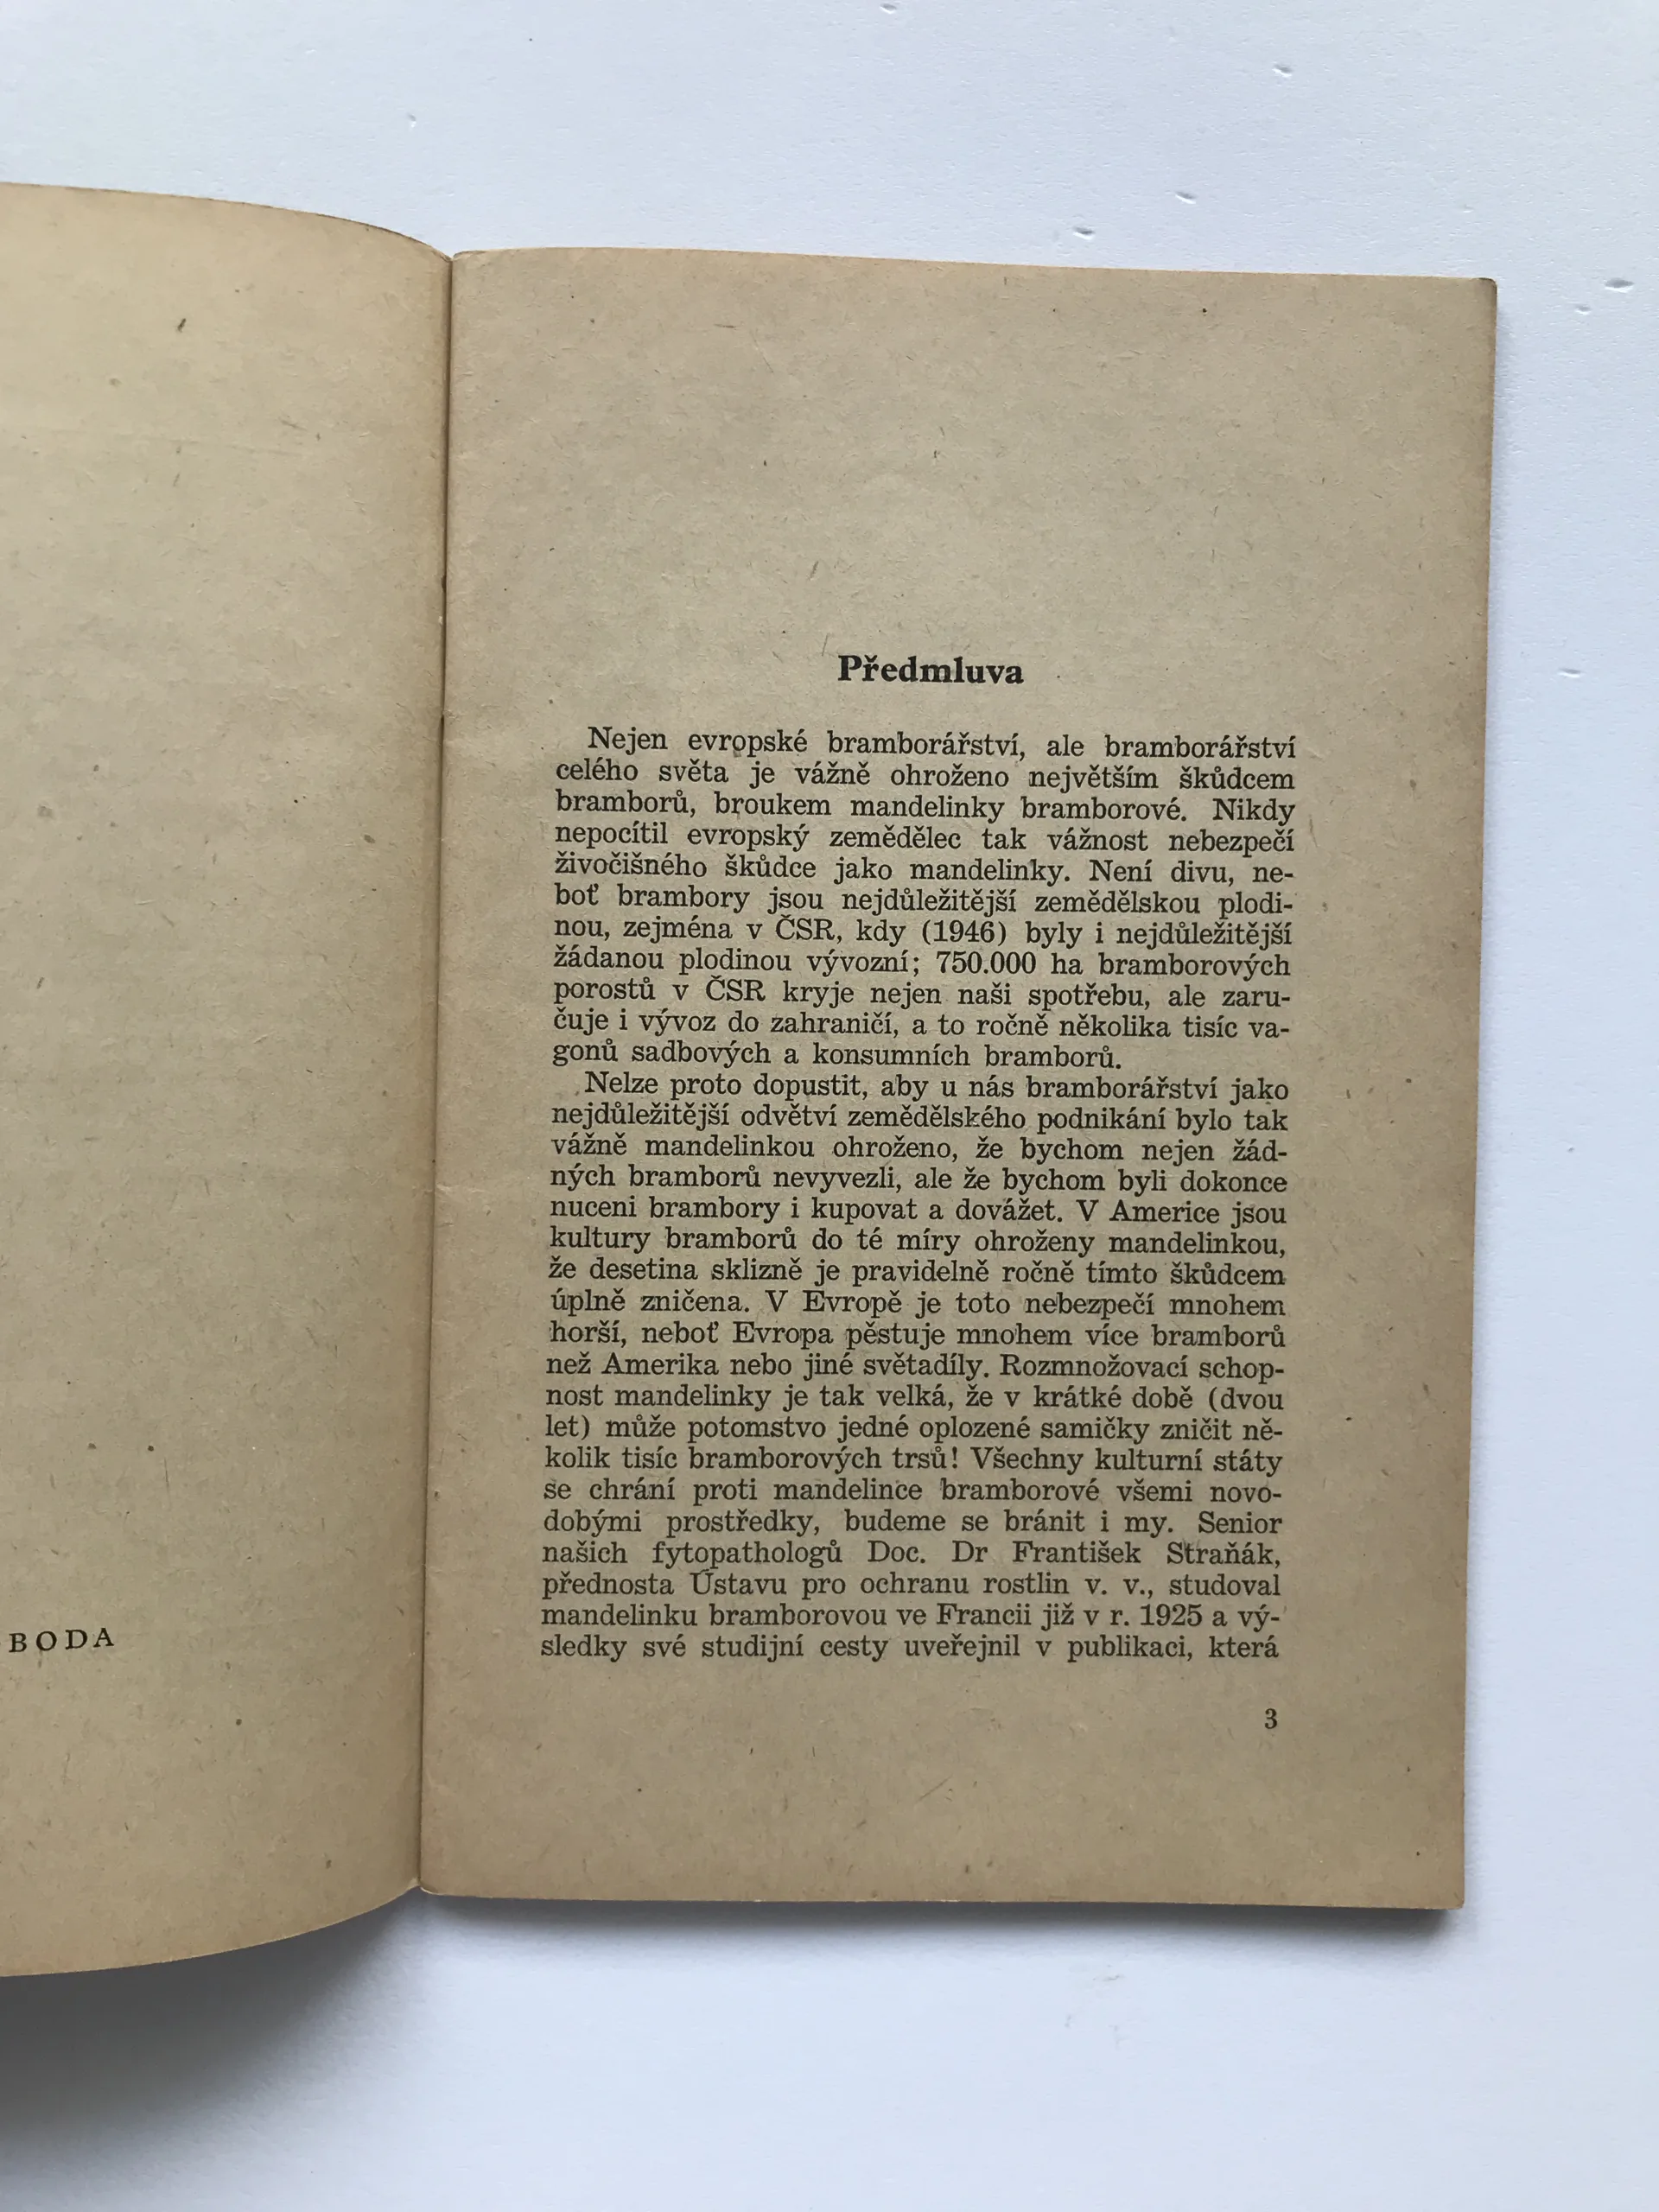 BODA
Předmluva
Nejen evropské bramborářství, ale bramborářství
celého světa je vážně ohroženo největším škůdcem
bramborů, broukem mandelinky bramborové. Nikdy
nepocítil evropský zemědělec tak vážnost nebezpečí
živočišného škůdce jako mandelinky. Není divu, ne-
boť brambory jsou nejdůležitější zemědělskou plodi-
nou, zejména v ČSR, kdy (1946) byly i nejdůležitější
žádanou plodinou vývozní; 750.000 ha bramborových
porostů v ČSR kryje nejen naši spotřebu, ale zaru-
čuje i vývoz do zahraničí, a to ročně několika tisíc va-
gonů sadbových a konsumních bramborů.
Nelze proto dopustit, aby u nás bramborářství jako
nejdůležitější odvětví zemědělského podnikání bylo tak
vážně mandelinkou ohroženo, že bychom nejen žád-
ných bramborů nevyvezli, ale že bychom byli dokonce
nuceni brambory i kupovat a dovážet. V Americe jsou
kultury bramborů do té míry ohroženy mandelinkou,
že desetina sklizně je pravidelně ročně tímto škůdcem
úplně zničena. V Evropě je toto nebezpečí mnohem
horší, neboť Evropa pěstuje mnohem více bramborů
než Amerika nebo jiné světadíly. Rozmnožovací schop-
nost mandelinky je tak velká, že v krátké době (dvou
let) může potomstvo jedné oplozené samičky zničit ně-
kolik tisíc bramborových trsů! Všechny kulturní státy
se chrání proti mandelince bramborové všemi novo-
dobými prostředky, budeme se bránit i my. Senior
našich fytopathologů Doc. Dr František Straňák,
přednosta Ústavu pro ochranu rostlin v. v., studoval
mandelinku bramborovou ve Francii již v r. 1925 a vý-
sledky své studijní cesty uveřejnil v publikaci, která
3